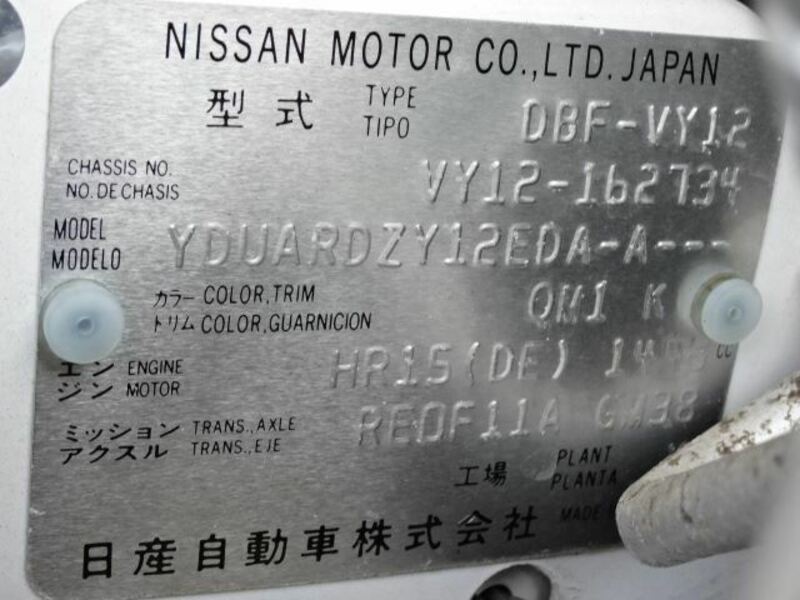 NISSAN MOTOR CO.,LTD. JAPAN
型式 TYPE TIPO DBF-VY12
CHASSIS NO. NO. DE CHASIS VY12-162734
MODEL MODELO YDUARDZY12EDA-A---
カラー COLOR,TRIM QM1 K
トリム COLOR,GUARNICION
エン ENGINE HR15(DE) cc
ジン MOTOR
ミッション TRANS.,AXLE RE0F11A
アクスル TRANS.,EJE
工場 PLANT PLANTA
日産自動車株式会社 MADE